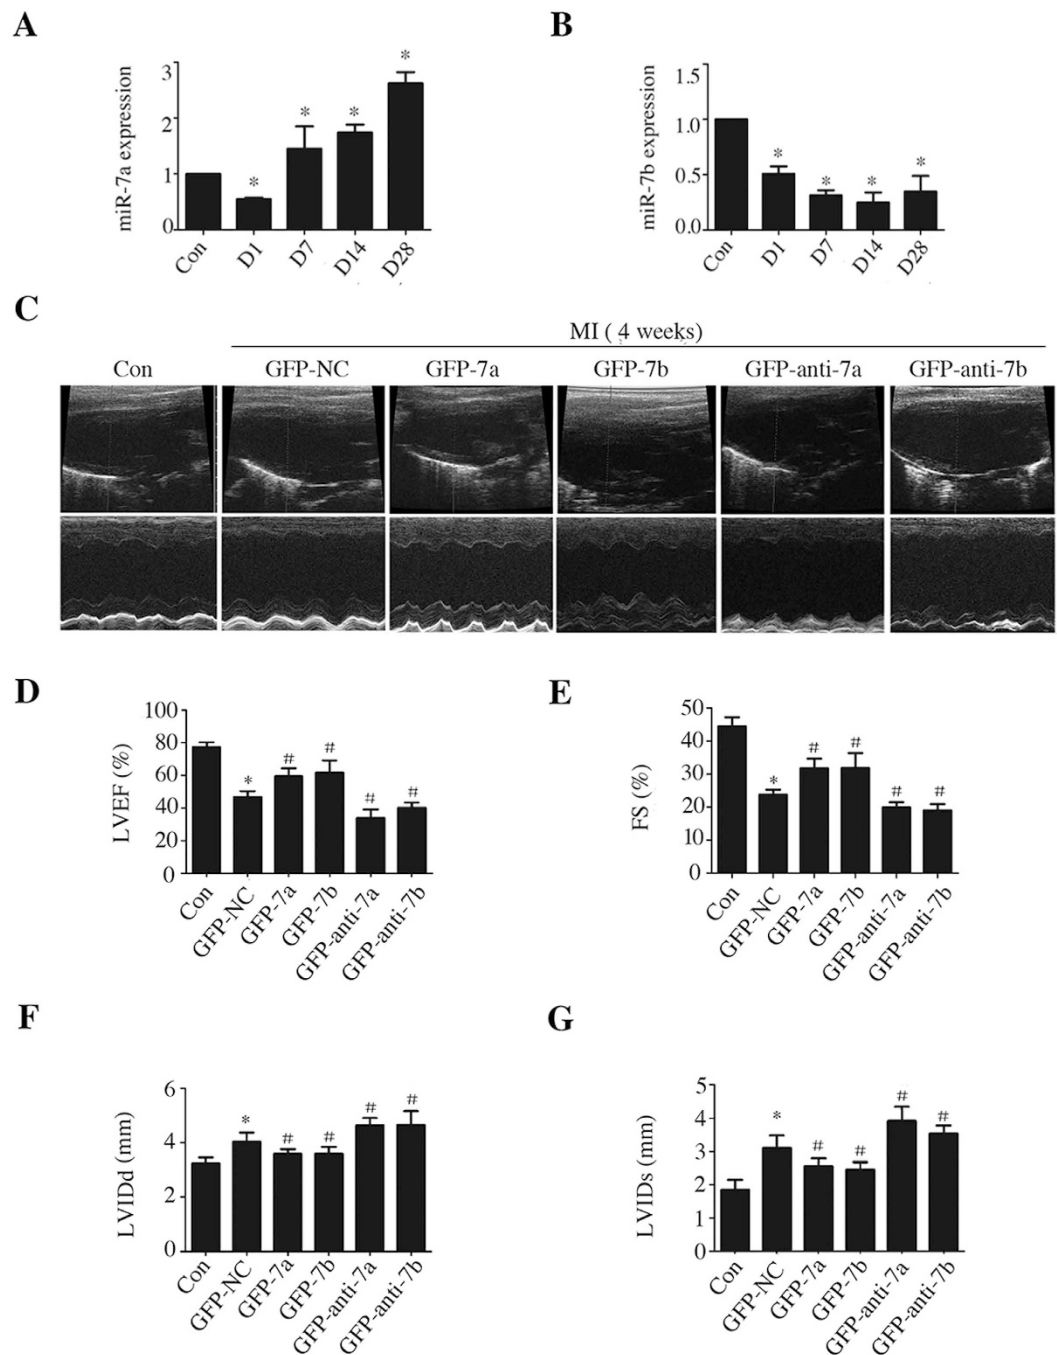 A
B
miR-7a expression
3
2
1
0
*
*
*
*
Con
D1
D7
D14
D28
miR-7b expression
1.5
1.0
0.5
0.0
*
*
*
*
Con
D1
D7
D14
D28
C
MI ( 4 weeks)
Con
GFP-NC
GFP-7a
GFP-7b
GFP-anti-7a
GFP-anti-7b
D
E
LVEF (%)
100
80
60
40
20
0
*
#
#
#
#
Con
GFP-NC
GFP-7a
GFP-7b
GFP-anti-7a
GFP-anti-7b
FS (%)
50
40
30
20
10
0
*
#
#
#
#
Con
GFP-NC
GFP-7a
GFP-7b
GFP-anti-7a
GFP-anti-7b
F
G
LVIDd (mm)
6
4
2
0
*
#
#
#
#
Con
GFP-NC
GFP-7a
GFP-7b
GFP-anti-7a
GFP-anti-7b
LVIDs (mm)
5
4
3
2
1
0
*
#
#
#
#
Con
GFP-NC
GFP-7a
GFP-7b
GFP-anti-7a
GFP-anti-7b